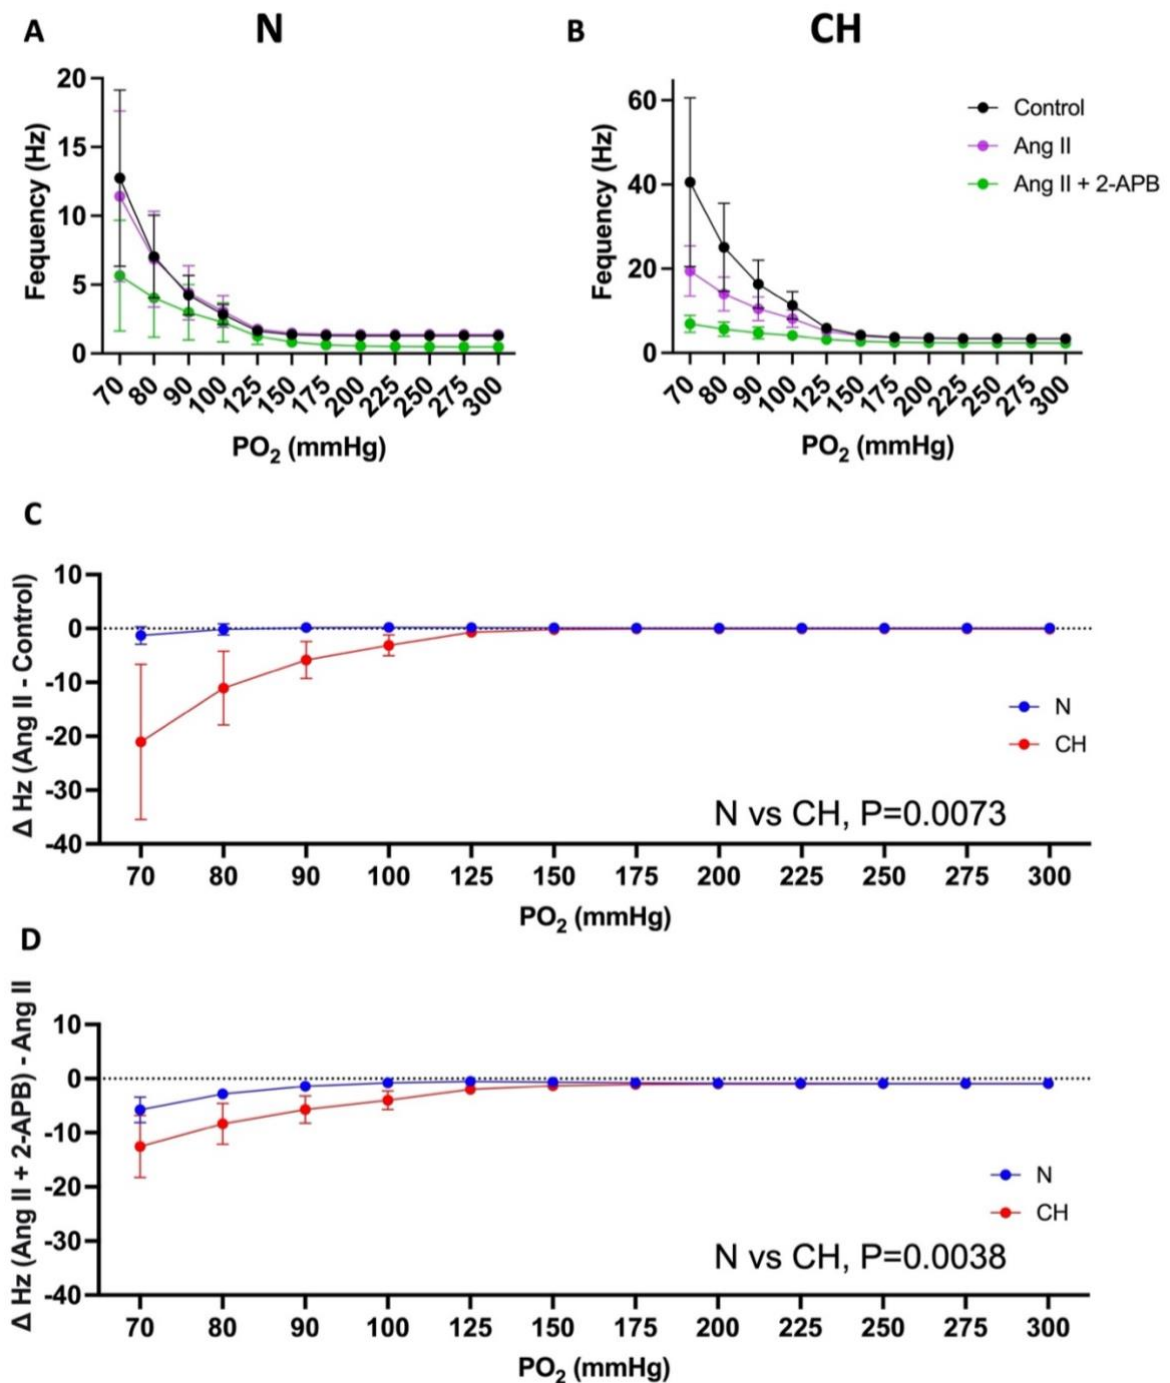 A
N
B
CH
20
15
10
5
0
Fequency (Hz)
70 80 90 100 125 150 175 200 225 250 275 300
PO2 (mmHg)
60
40
20
0
Fequency (Hz)
70 80 90 100 125 150 175 200 225 250 275 300
PO2 (mmHg)
Control
Ang II
Ang II + 2-APB
C
10
0
-10
-20
-30
-40
Δ Hz (Ang II - Control)
N
CH
N vs CH, P=0.0073
70 80 90 100 125 150 175 200 225 250 275 300
PO2 (mmHg)
D
10
0
-10
-20
-30
-40
Δ Hz (Ang II + 2-APB) - Ang II
N
CH
N vs CH, P=0.0038
70 80 90 100 125 150 175 200 225 250 275 300
PO2 (mmHg)